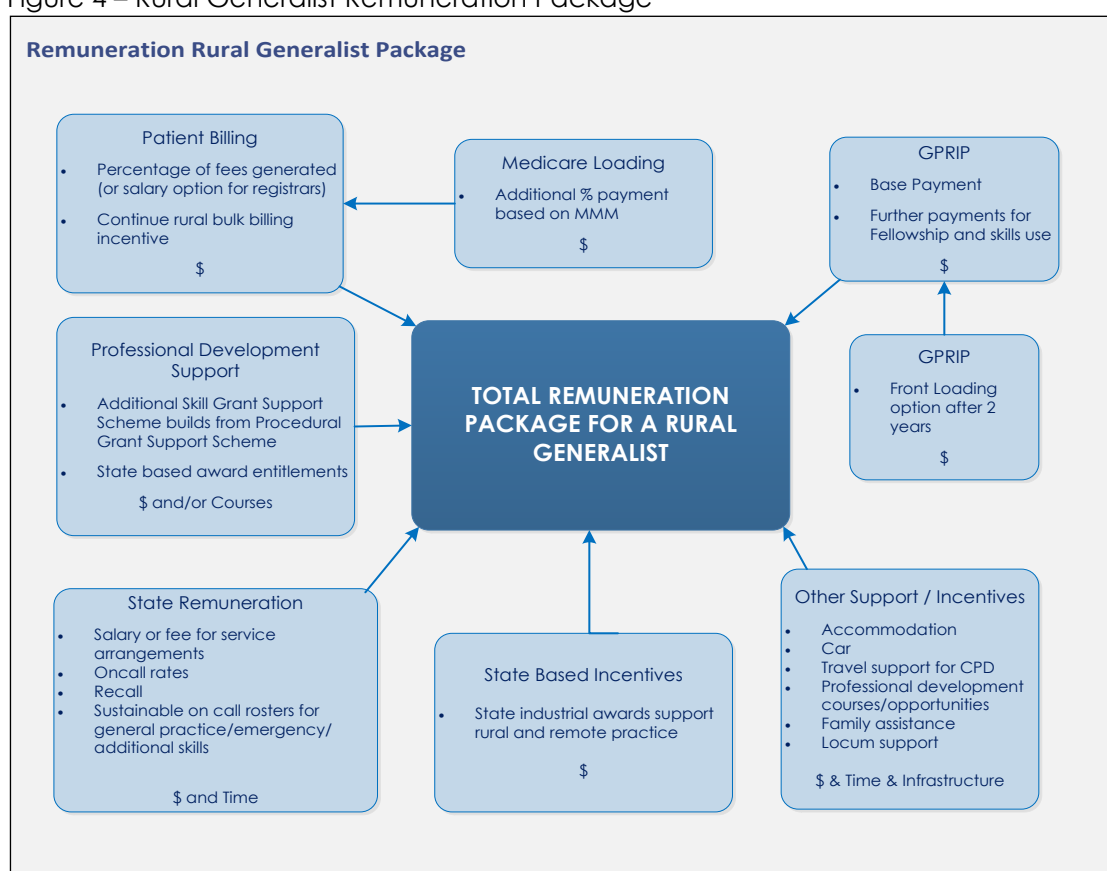 Figure 4 – Rural Generalist Remuneration Package
Remuneration Rural Generalist Package
Patient Billing
• Percentage of fees generated
(or salary option for registrars)
• Continue rural bulk billing
incentive
$
Medicare Loading
• Additional % payment
based on MMM
$
GPRIP
• Base Payment
• Further payments for
Fellowship and skills use
$
Professional Development
Support
• Additional Skill Grant Support
Scheme builds from Procedural
Grant Support Scheme
• State based award entitlements
$ and/or Courses
TOTAL REMUNERATION
PACKAGE FOR A RURAL
GENERALIST
GPRIP
• Front Loading
option after 2
years
$
State Remuneration
• Salary or fee for service
arrangements
• Oncall rates
• Recall
• Sustainable on call rosters for
general practice/emergency/
additional skills
$ and Time
State Based Incentives
• State industrial awards support
rural and remote practice
$
Other Support / Incentives
• Accommodation
• Car
• Travel support for CPD
• Professional development
courses/opportunities
• Family assistance
• Locum support
$ & Time & Infrastructure